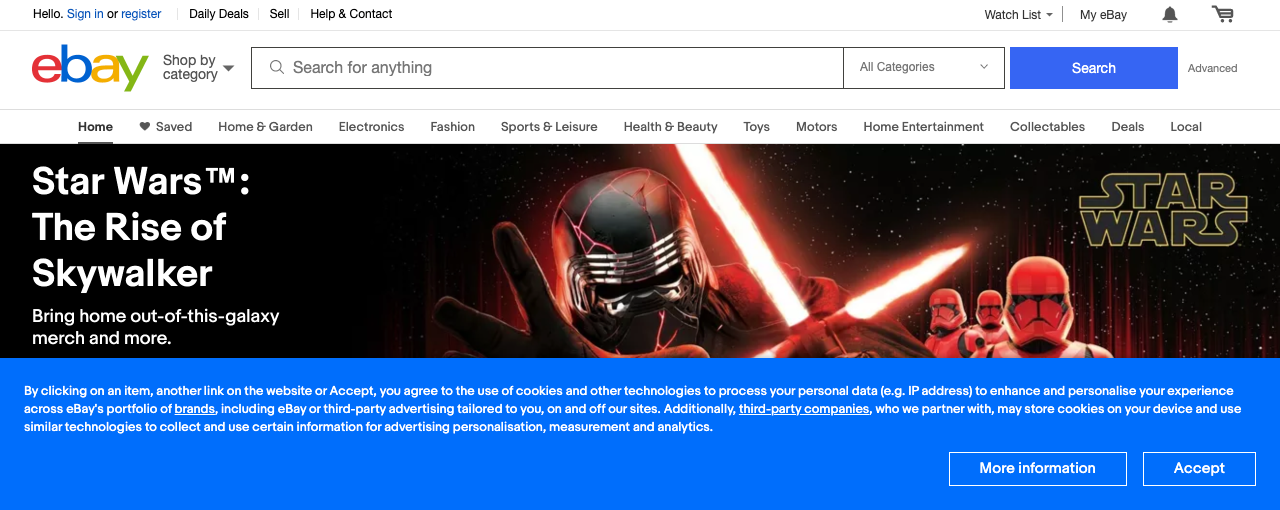 Hello. Sign in or register Daily Deals Sell Help & Contact Watch List My eBay
ebay
Shop by
category
Search for anything All Categories Search Advanced
Home Saved Home & Garden Electronics Fashion Sports & Leisure Health & Beauty Toys Motors Home Entertainment Collectables Deals Local
Star Wars™:
The Rise of
Skywalker
Bring home out-of-this-galaxy
merch and more.
STAR
WARS
By clicking on an item, another link on the website or Accept, you agree to the use of cookies and other technologies to process your personal data (e.g. IP address) to enhance and personalise your experience
across eBay's portfolio of brands, including eBay or third-party advertising tailored to you, on and off our sites. Additionally, third-party companies, who we partner with, may store cookies on your device and use
similar technologies to collect and use certain information for advertising personalisation, measurement and analytics.
More information Accept